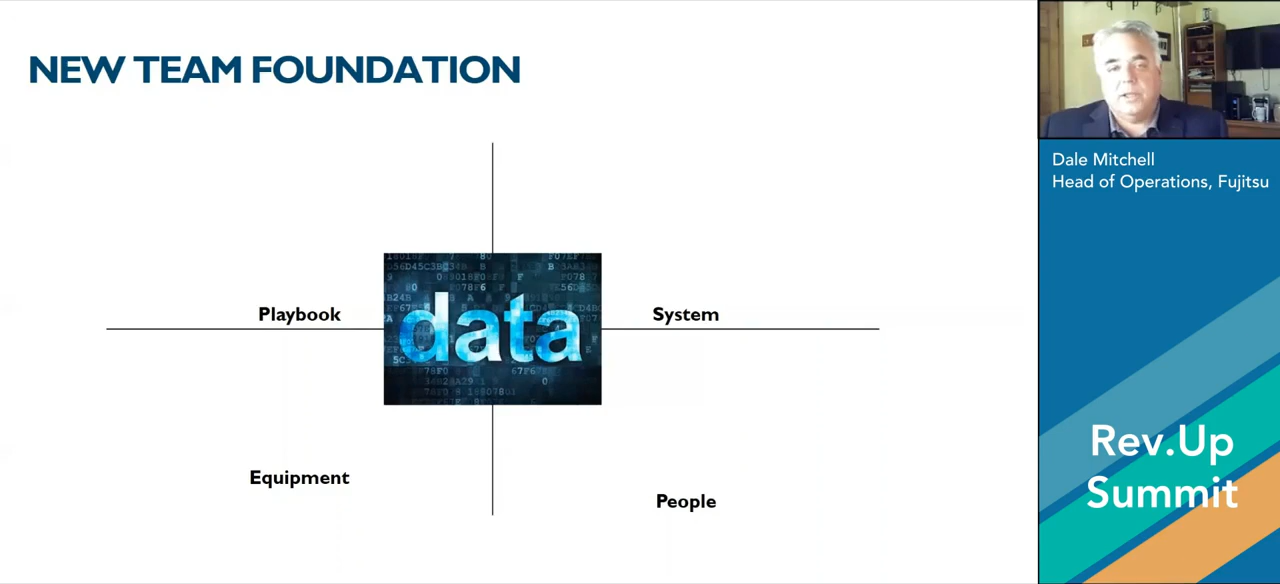 NEW TEAM FOUNDATION
Dale Mitchell
Head of Operations, Fujitsu
Playbook
data
System
Equipment
People
Rev.Up
Summit